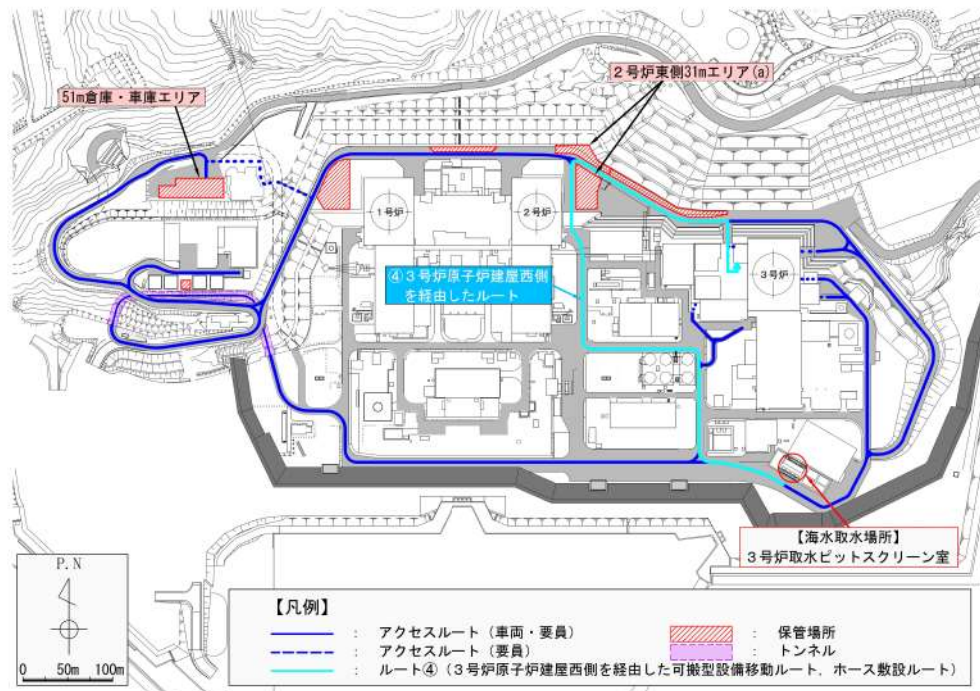 ２号炉東側31mエリア(a)
51m倉庫・車庫エリア
１号炉
２号炉
３号炉
④３号炉原子炉建屋西側
を経由したルート
【海水取水場所】
３号炉取水ピットスクリーン室
P.N
0 50m 100m
【凡例】
： アクセスルート（車両・要員）
： アクセスルート（要員）
： ルート④（３号炉原子炉建屋西側を経由した可搬型設備移動ルート，ホース敷設ルート）
： 保管場所
： トンネル